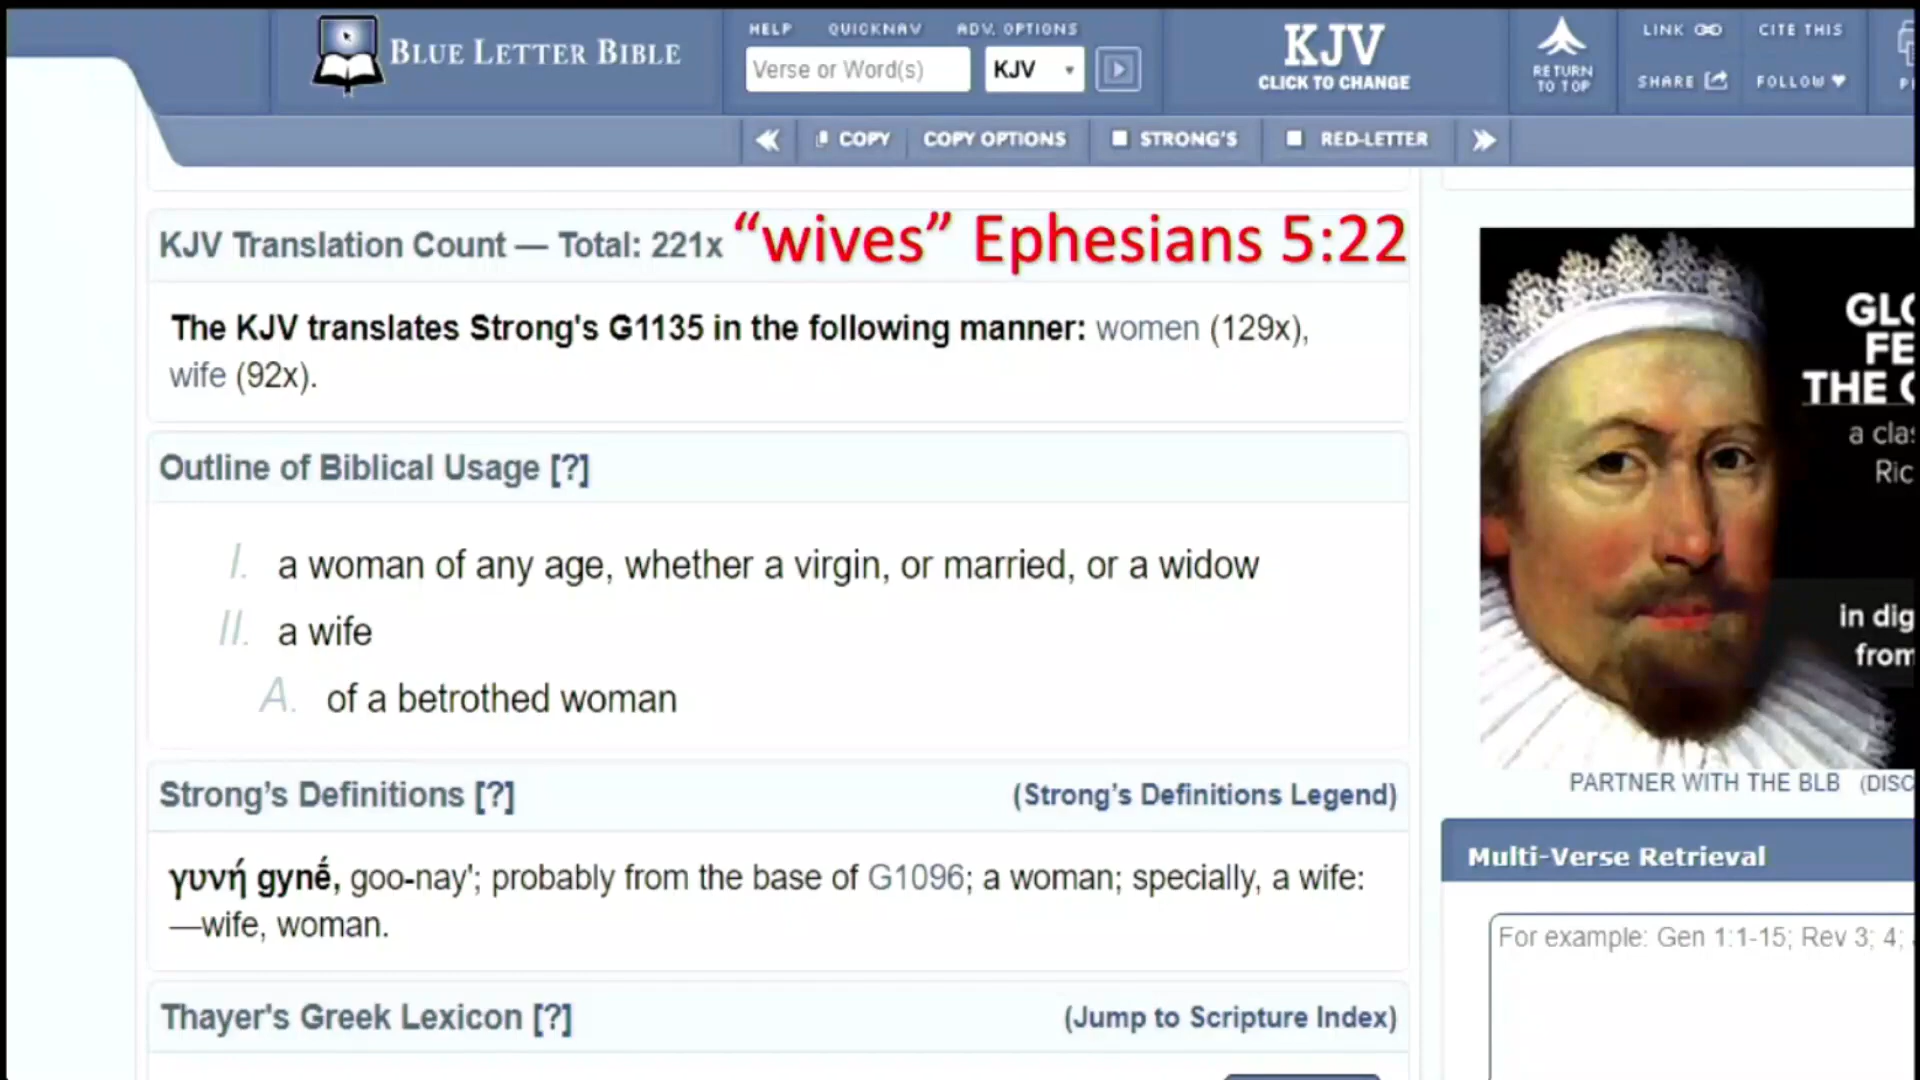 BLUE LETTER BIBLE
HELP QUICKNAV ADV. OPTIONS
Verse or Word(s) KJV
KJV
CLICK TO CHANGE
RETURN
TO TOP
LINK CITE THIS
SHARE FOLLOW
COPY COPY OPTIONS STRONG'S RED-LETTER
KJV Translation Count — Total: 221x
“wives” Ephesians 5:22
The KJV translates Strong's G1135 in the following manner: women (129x),
wife (92x).
Outline of Biblical Usage [?]
I. a woman of any age, whether a virgin, or married, or a widow
II. a wife
A. of a betrothed woman
Strong’s Definitions [?] (Strong’s Definitions Legend)
γυνή gynḗ, goo-nay'; probably from the base of G1096; a woman; specially, a wife:
—wife, woman.
Thayer's Greek Lexicon [?] (Jump to Scripture Index)
THE
a
in
from
PARTNER WITH THE BLB
Multi-Verse Retrieval
For example: Gen 1:1-15; Rev 3; 4;